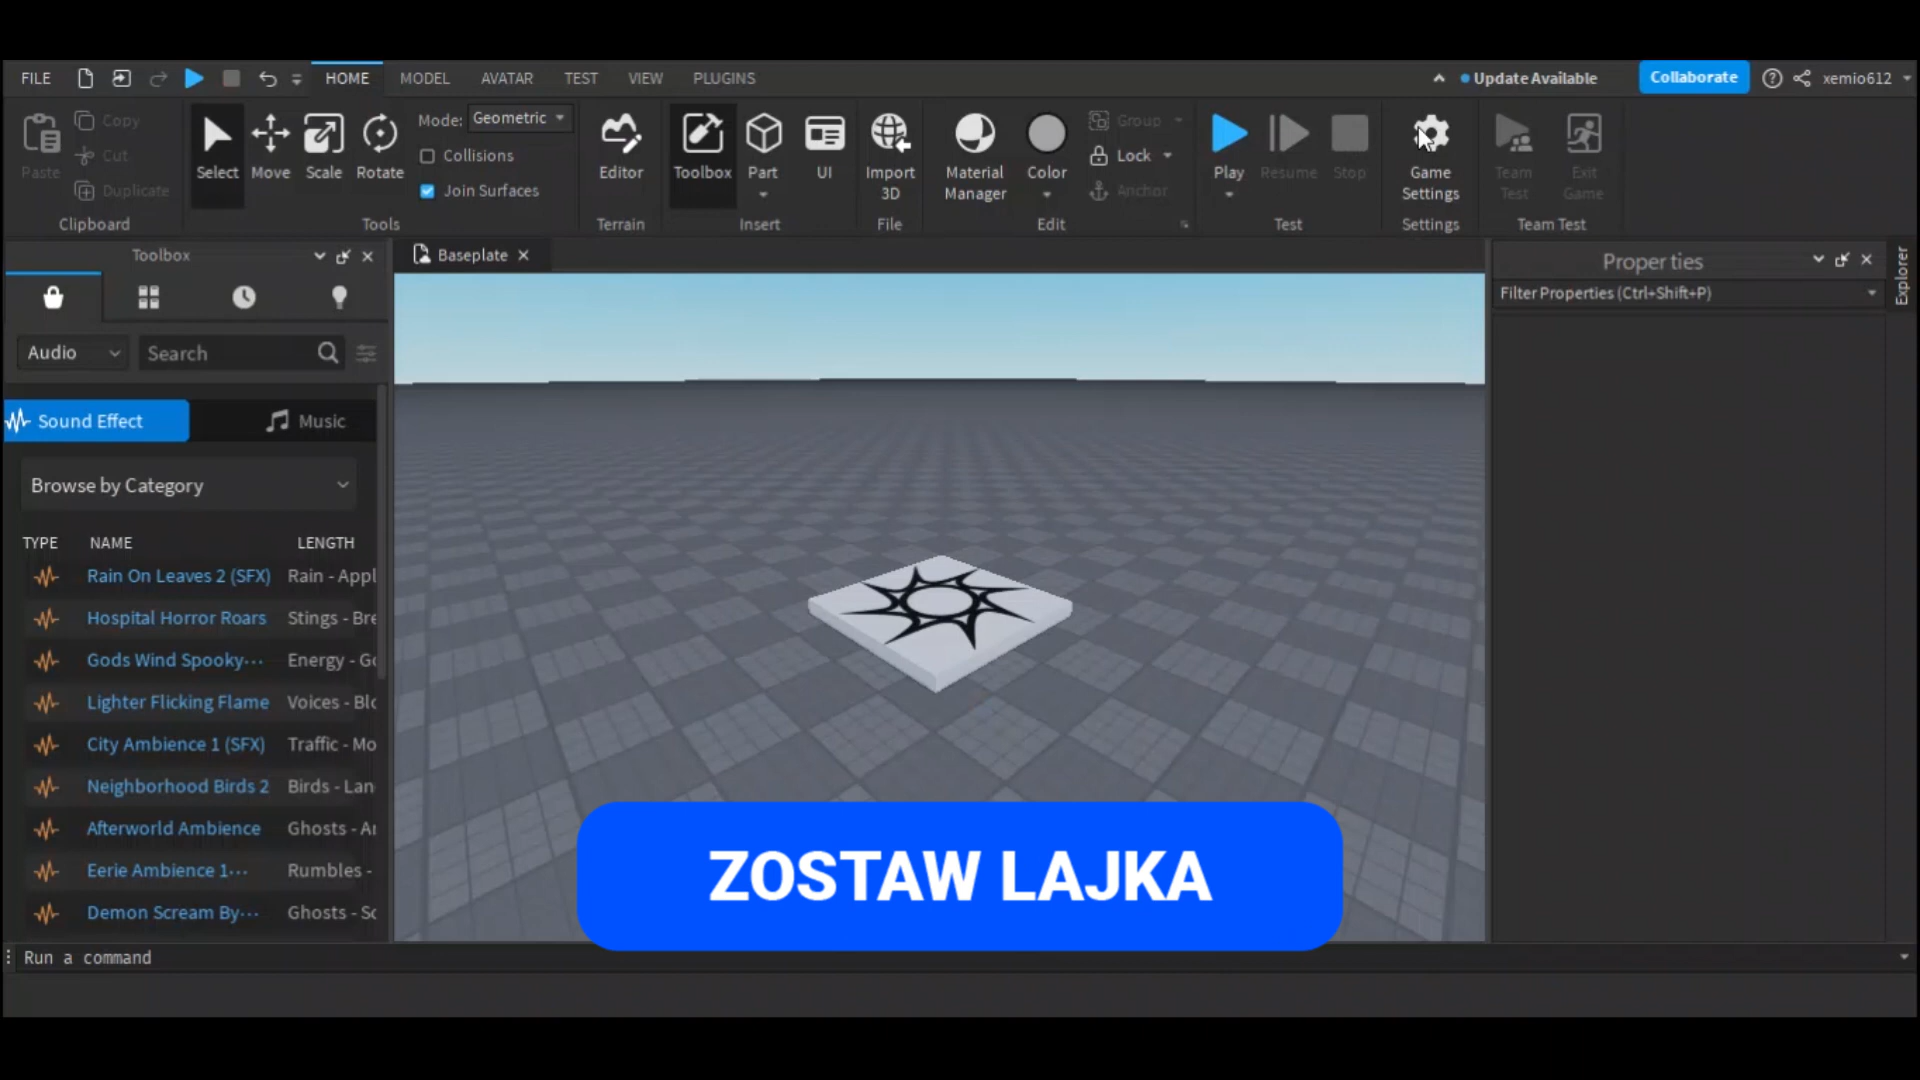 FILE HOME MODEL AVATAR TEST VIEW PLUGINS Update Available Collaborate xemio612
Paste Copy Cut Duplicate
Clipboard
Select Move Scale Rotate
Mode: Geometric
Collisions
Join Surfaces
Tools
Editor
Terrain
Toolbox Part UI
Insert
Import
3D
File
Material
Manager
Color
Group
Lock
Anchor
Edit
Play Resume Stop
Test
Game
Settings
Settings
Team
Test
Exit
Game
Team Test
Toolbox
Baseplate
Properties
Explorer
Filter Properties (Ctrl+Shift+P)
Audio Search
Sound Effect Music
Browse by Category
TYPE NAME LENGTH
Rain On Leaves 2 (SFX) Rain - Appl
Hospital Horror Roars Stings - Bre
Gods Wind Spooky··· Energy - Go
Lighter Flicking Flame Voices - Blo
City Ambience 1 (SFX) Traffic - Mo
Neighborhood Birds 2 Birds - Lan
Afterworld Ambience Ghosts - Ar
Eerie Ambience 1··· Rumbles -
Demon Scream By··· Ghosts - Sc
ZOSTAW LAJKA
Run a command